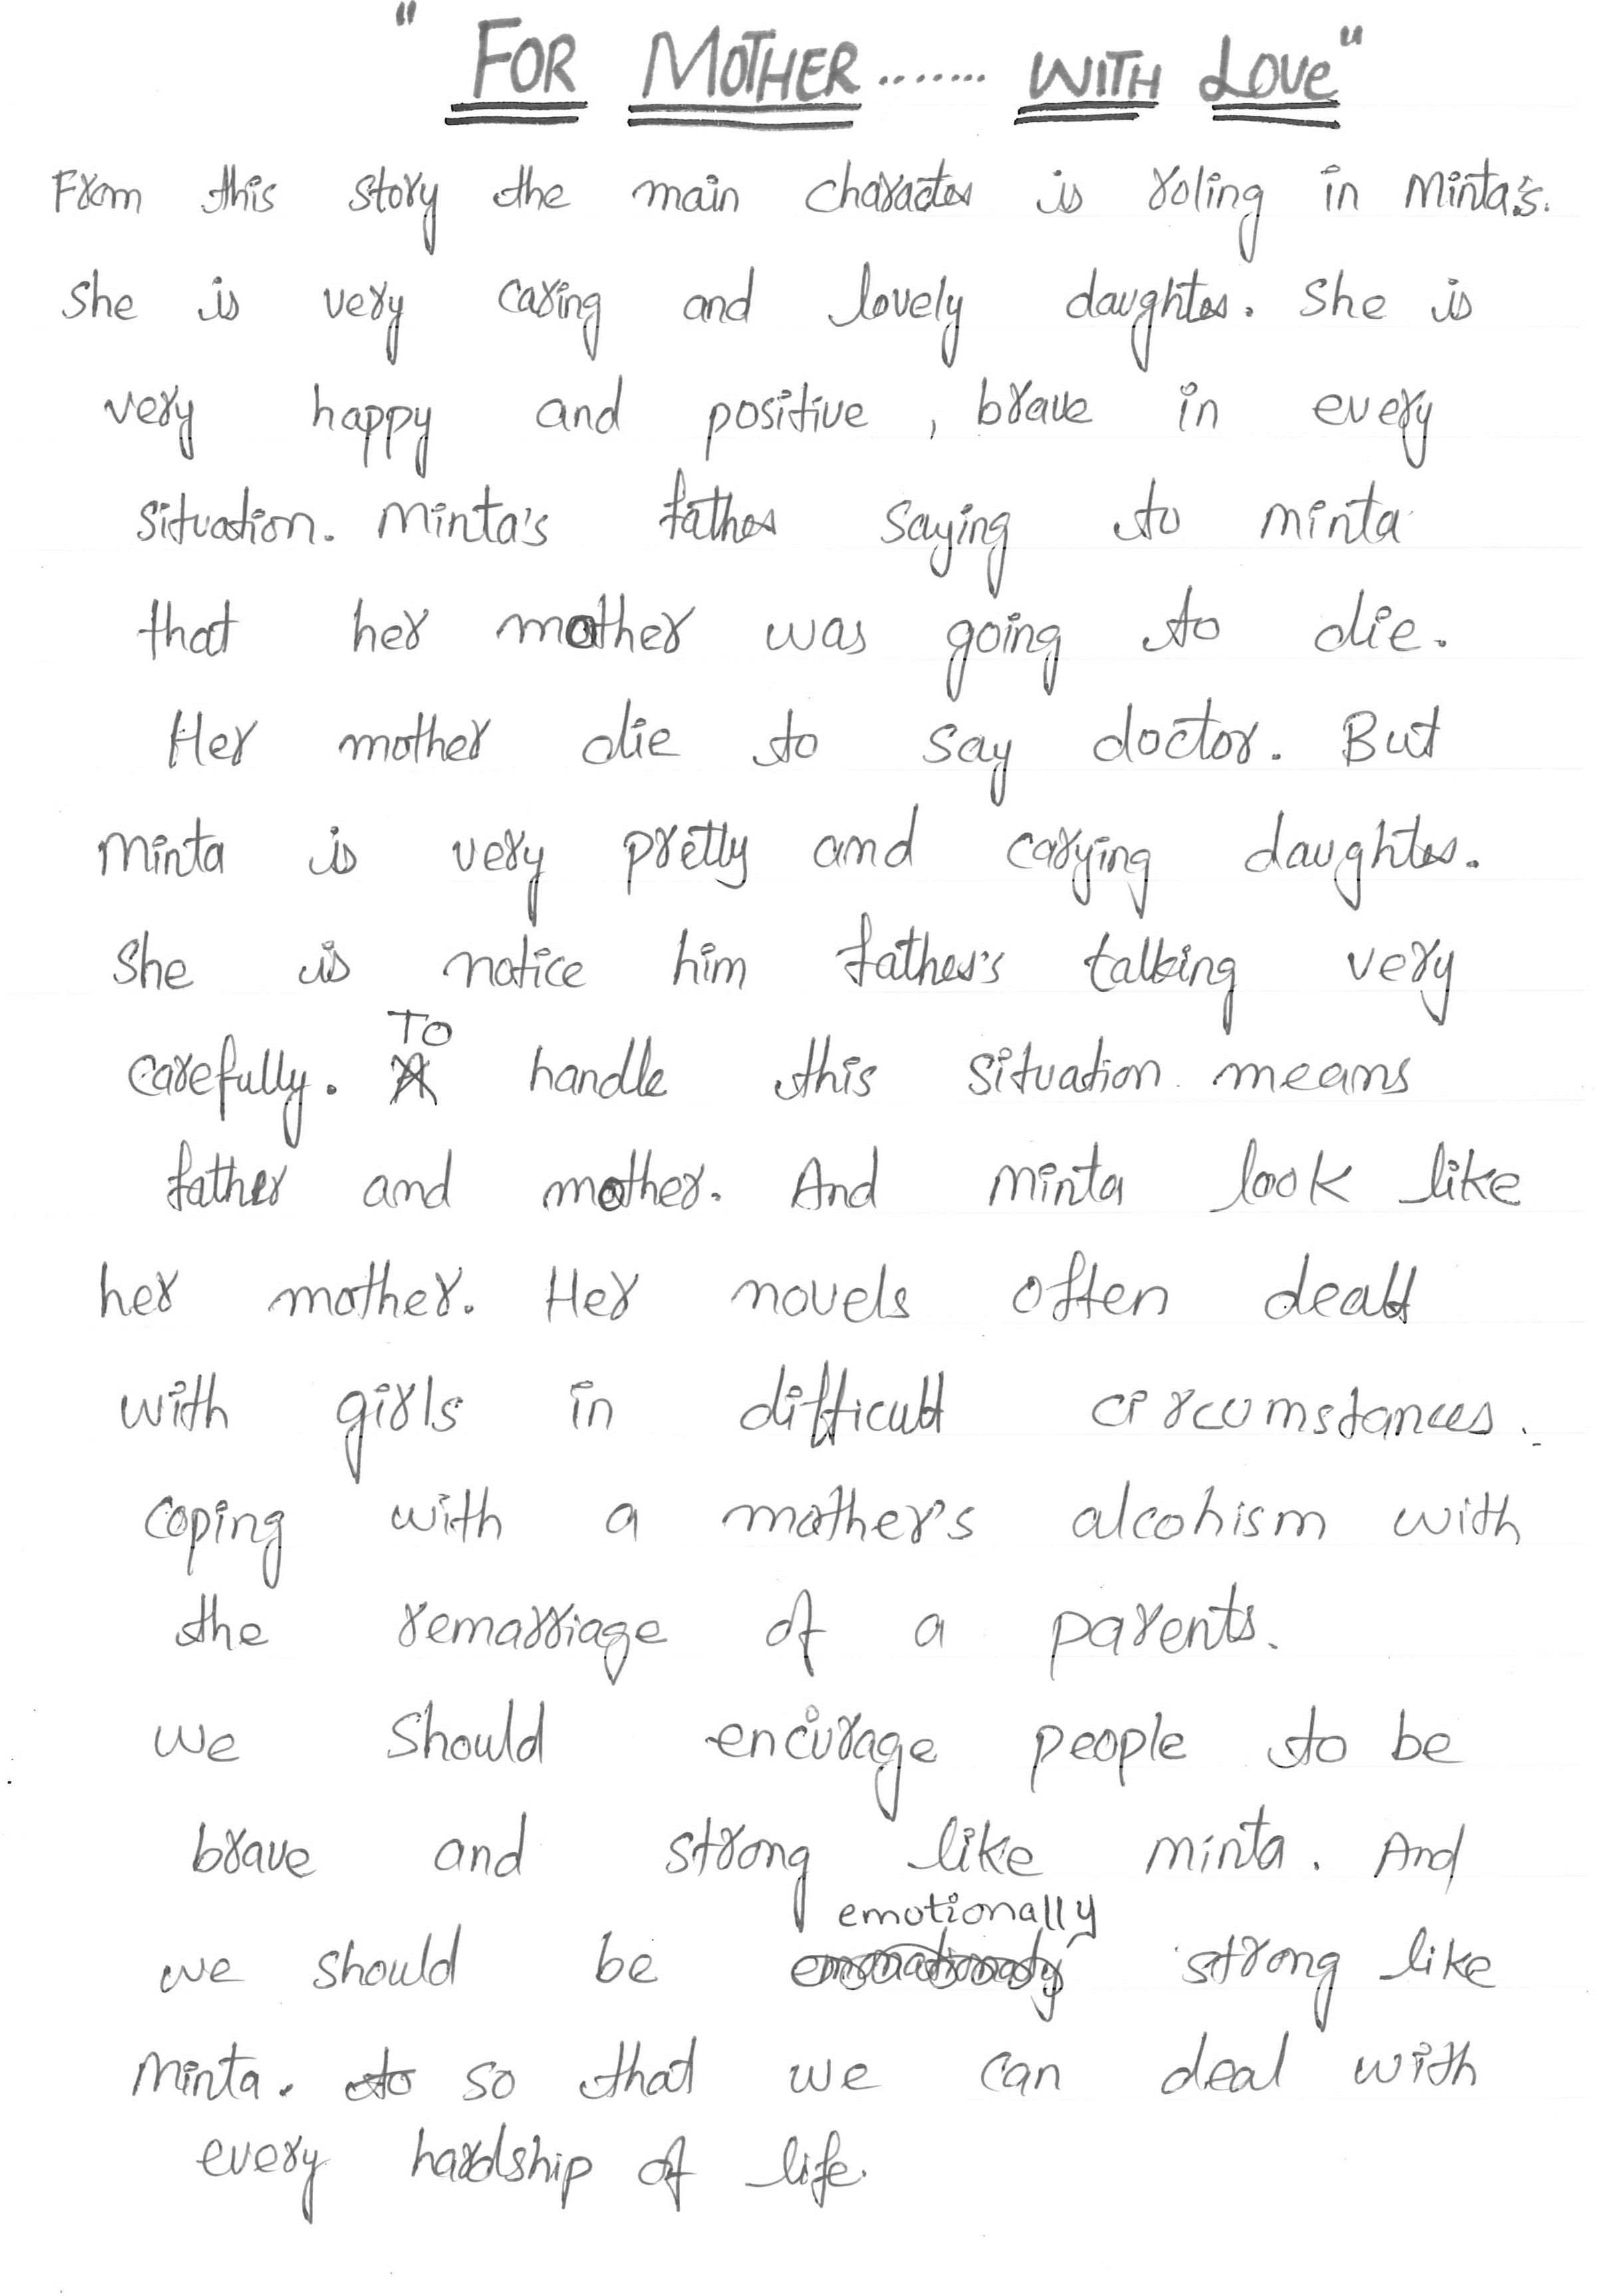 " FOR MOTHER ....... WITH LOVE"
From this story the main character is roling in Minta's.
She is very caring and lovely daughter. She is
very happy and positive , brave in every
situation. Minta's father saying to minta
that her mother was going to die.
Her mother die to say doctor. But
Minta is very pretty and carying daughter.
She is notice him father's talking very
carefully. To handle this situation means
father and mother. And minta look like
her mother. Her novels often dealt
with girls in difficult circumstances.
coping with a mother's alcohism with
the remarriage of a parents.
we should encurage people to be
brave and strong like minta. And
we should be emotionally strong like
Minta. so that we can deal with
every hardship of life.